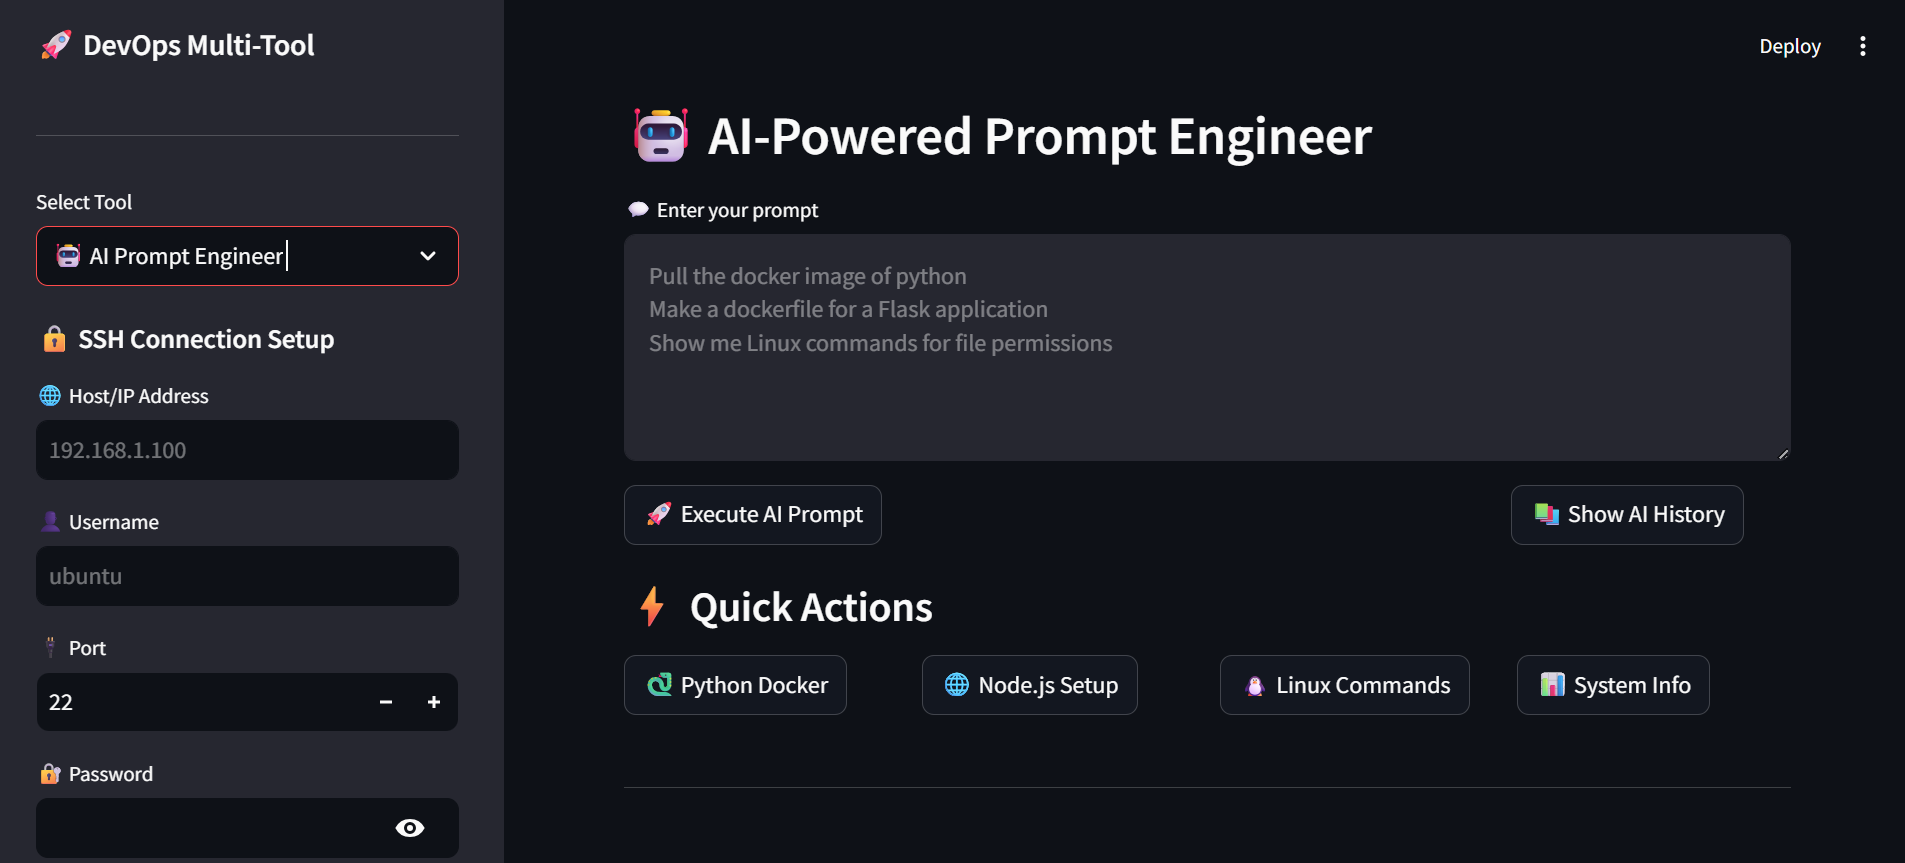 DevOps Multi-Tool
Select Tool
AI Prompt Engineer
SSH Connection Setup
Host/IP Address
192.168.1.100
Username
ubuntu
Port
22
Password
Deploy
AI-Powered Prompt Engineer
Enter your prompt
Pull the docker image of python
Make a dockerfile for a Flask application
Show me Linux commands for file permissions
Execute AI Prompt
Show AI History
Quick Actions
Python Docker
Node.js Setup
Linux Commands
System Info